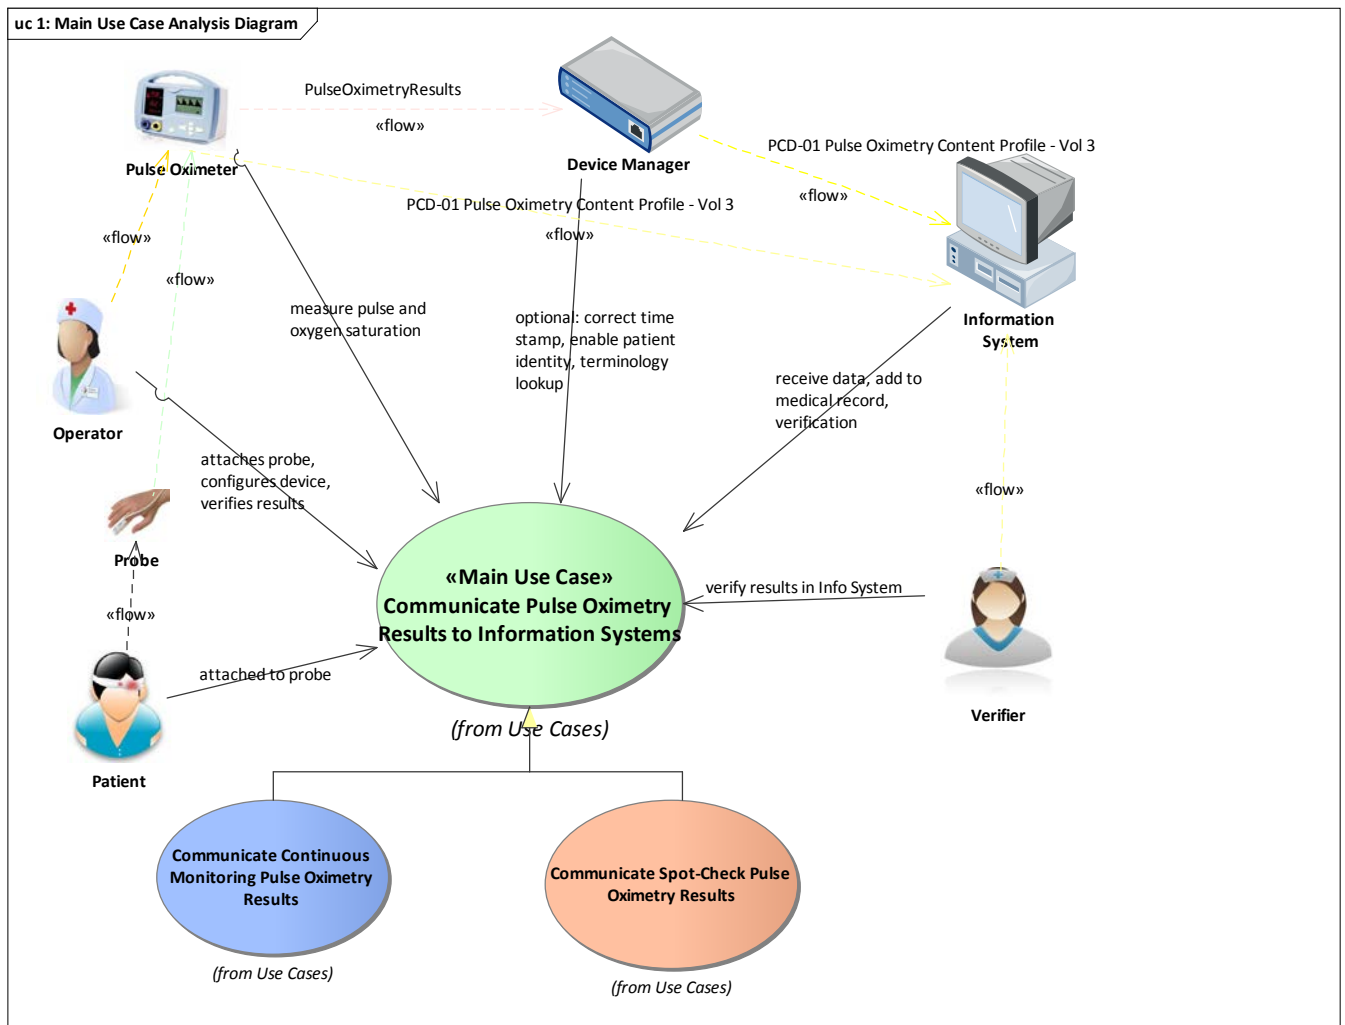 uc 1: Main Use Case Analysis Diagram
PulseOximetryResults
«flow»
Pulse Oximeter
Device Manager
PCD-01 Pulse Oximetry Content Profile - Vol 3
«flow»
PCD-01 Pulse Oximetry Content Profile - Vol 3
«flow»
«flow»
«flow»
measure pulse and
oxygen saturation
optional: correct time
stamp, enable patient
identity, terminology
lookup
Information
System
receive data, add to
medical record,
verification
Operator
attaches probe,
configures device,
verifies results
«flow»
Probe
«flow»
«Main Use Case»
Communicate Pulse Oximetry
Results to Information Systems
verify results in Info System
attached to probe
Verifier
(from Use Cases)
Patient
Communicate Continuous
Monitoring Pulse Oximetry
Results
Communicate Spot-Check Pulse
Oximetry Results
(from Use Cases)
(from Use Cases)